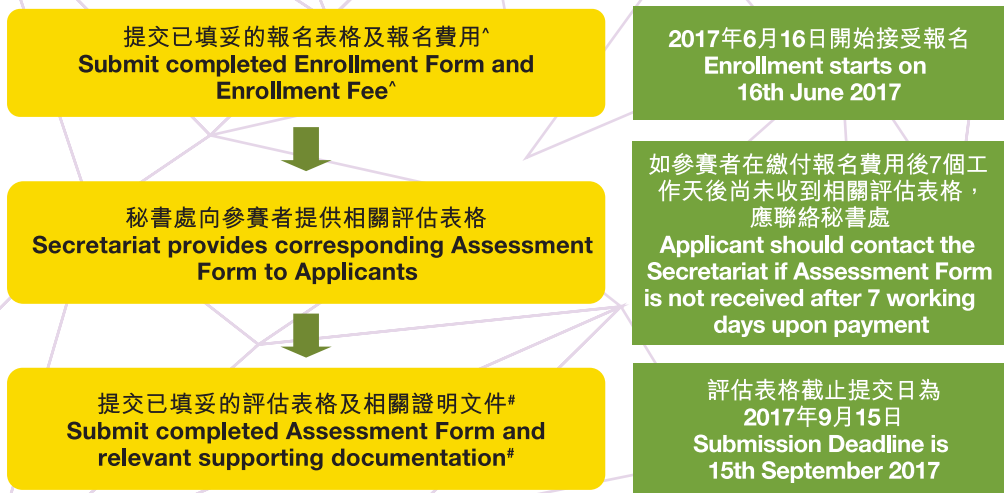 提交已填妥的報名表格及報名費用^
Submit completed Enrollment Form and
Enrollment Fee^
2017年6月16日開始接受報名
Enrollment starts on
16th June 2017
秘書處向參賽者提供相關評估表格
Secretariat provides corresponding Assessment
Form to Applicants
如參賽者在繳付報名費用後7個工
作天後尚未收到相關評估表格，
應聯絡秘書處
Applicant should contact the
Secretariat if Assessment Form
is not received after 7 working
days upon payment
提交已填妥的評估表格及相關證明文件#
Submit completed Assessment Form and
relevant supporting documentation#
評估表格截止提交日為
2017年9月15日
Submission Deadline is
15th September 2017